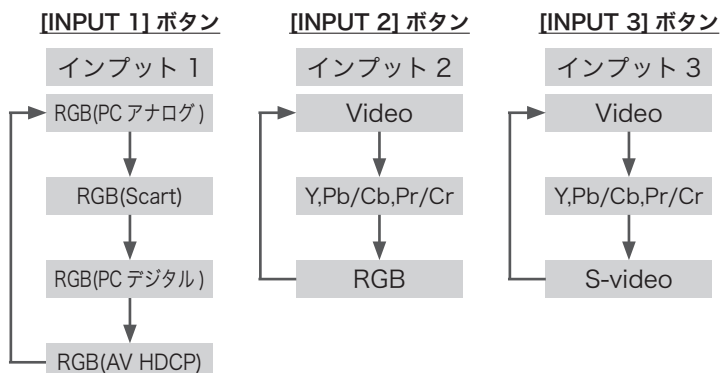 [INPUT 1] ボタン
インプット 1
RGB(PC アナログ)
RGB(Scart)
RGB(PC デジタル)
RGB(AV HDCP)
[INPUT 2] ボタン
インプット 2
Video
Y,Pb/Cb,Pr/Cr
RGB
[INPUT 3] ボタン
インプット 3
Video
Y,Pb/Cb,Pr/Cr
S-video